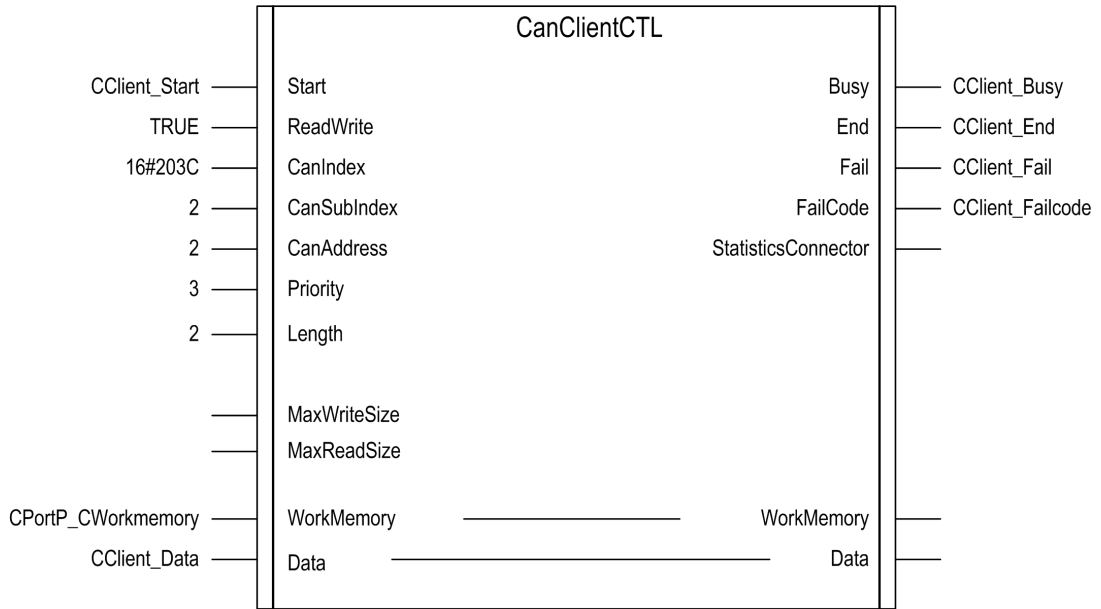 CanClientCTL
CClient_Start Start Busy CClient_Busy
TRUE ReadWrite End CClient_End
16#203C CanIndex Fail CClient_Fail
2 CanSubIndex FailCode CClient_Failcode
2 CanAddress StatisticsConnector
3 Priority
2 Length
MaxWriteSize
MaxReadSize
CPortP_CWorkmemory WorkMemory WorkMemory
CClient_Data Data Data